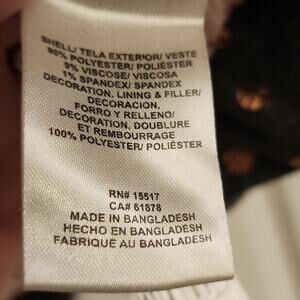 SHELL/ TELA EXTERIOR/ VESTE
90% POLYESTER/ POLIÉSTER
9% VISCOSE/ VISCOSA
1% SPANDEX/ SPANDEX
DECORATION, LINING & FILLER/
DECORACION,
FORRO Y RELLENO/
DECORATION, DOUBLURE
ET REMBOURRAGE
100% POLYESTER/ POLIÉSTER
RN# 15517
CA# 61878
MADE IN BANGLADESH
HECHO EN BANGLADESH
FABRIQUÉ AU BANGLADESH